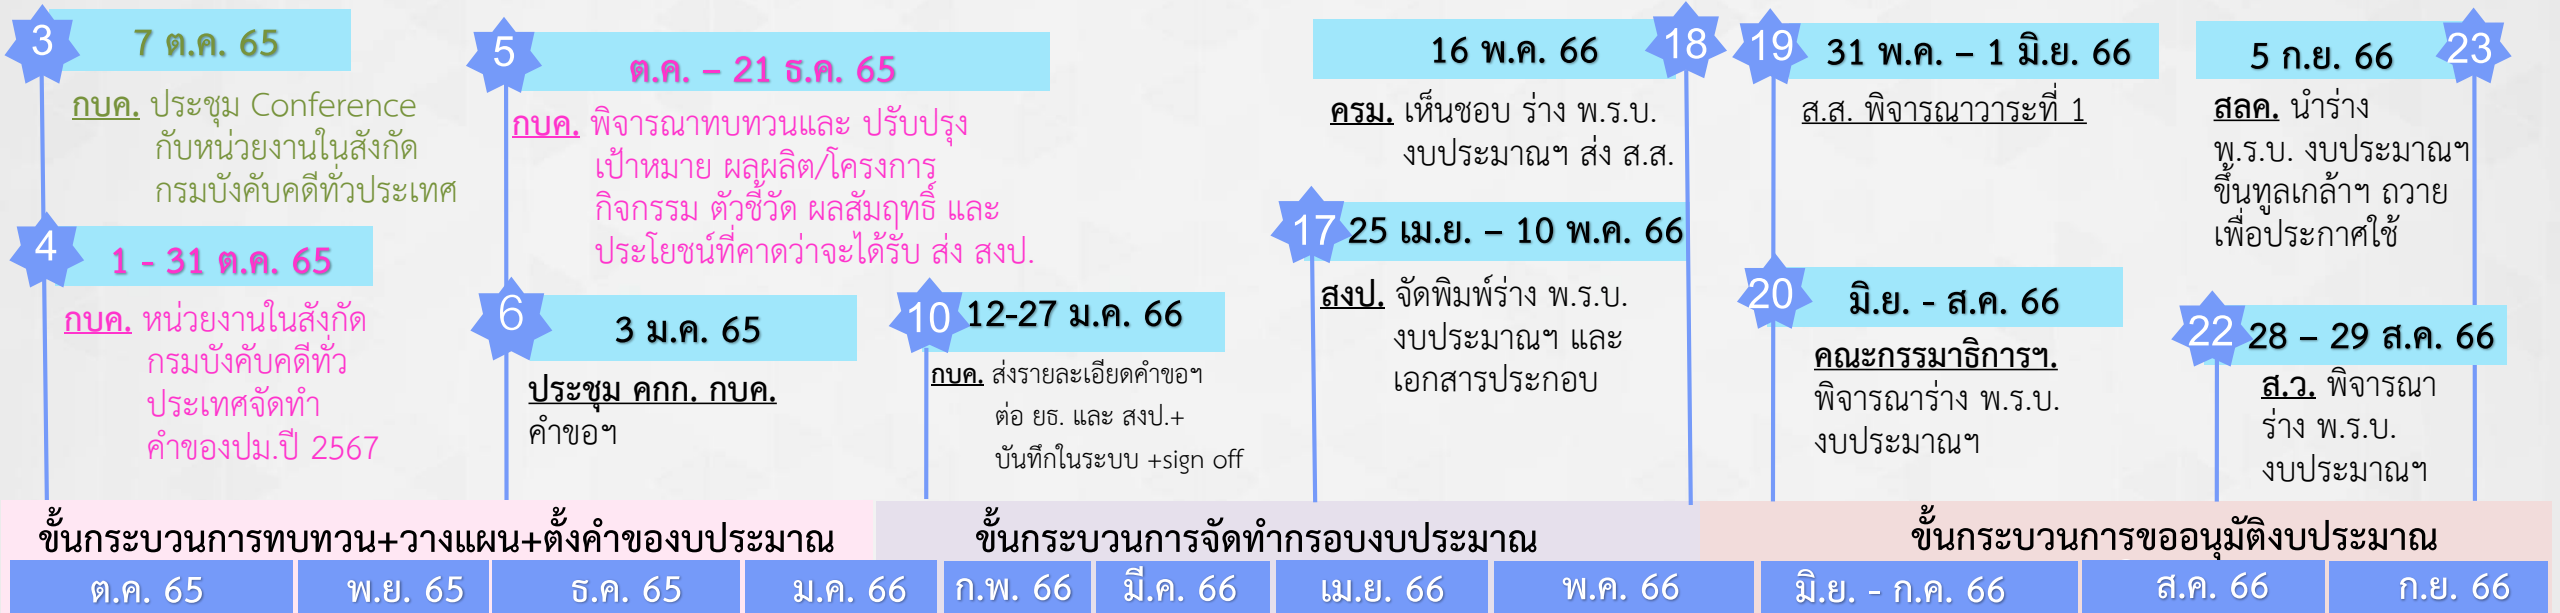 3
7 ต.ค. 65
กบค. ประชุม Conference
กับหน่วยงานในสังกัด
กรมบังคับคดีทั่วประเทศ
4
1 - 31 ต.ค. 65
กบค. หน่วยงานในสังกัด
กรมบังคับคดีทั่ว
ประเทศจัดทำ
คำของปม.ปี 2567
5
ต.ค. – 21 ธ.ค. 65
กบค. พิจารณาทบทวนและ ปรับปรุง
เป้าหมาย ผลผลิต/โครงการ
กิจกรรม ตัวชี้วัด ผลสัมฤทธิ์ และ
ประโยชน์ที่คาดว่าจะได้รับ ส่ง สงป.
6
3 ม.ค. 65
ประชุม คกก. กบค.
คำขอฯ
10
12-27 ม.ค. 66
กบค. ส่งรายละเอียดคำขอฯ
ต่อ ยธ. และ สงป.+
บันทึกในระบบ +sign off
16 พ.ค. 66
18
ครม. เห็นชอบ ร่าง พ.ร.บ.
งบประมาณฯ ส่ง ส.ส.
17
25 เม.ย. – 10 พ.ค. 66
สงป. จัดพิมพ์ร่าง พ.ร.บ.
งบประมาณฯ และ
เอกสารประกอบ
19
31 พ.ค. – 1 มิ.ย. 66
ส.ส. พิจารณาวาระที่ 1
20
มิ.ย. - ส.ค. 66
คณะกรรมาธิการฯ.
พิจารณาร่าง พ.ร.บ.
งบประมาณฯ
5 ก.ย. 66
23
สลค. นำร่าง
พ.ร.บ. งบประมาณฯ
ขึ้นทูลเกล้าฯ ถวาย
เพื่อประกาศใช้
22
28 – 29 ส.ค. 66
ส.ว. พิจารณา
ร่าง พ.ร.บ.
งบประมาณฯ
ขั้นกระบวนการทบทวน+วางแผน+ตั้งคำของบประมาณ
ขั้นกระบวนการจัดทำกรอบงบประมาณ
ขั้นกระบวนการขออนุมัติงบประมาณ
ต.ค. 65
พ.ย. 65
ธ.ค. 65
ม.ค. 66
ก.พ. 66
มี.ค. 66
เม.ย. 66
พ.ค. 66
มิ.ย. - ก.ค. 66
ส.ค. 66
ก.ย. 66